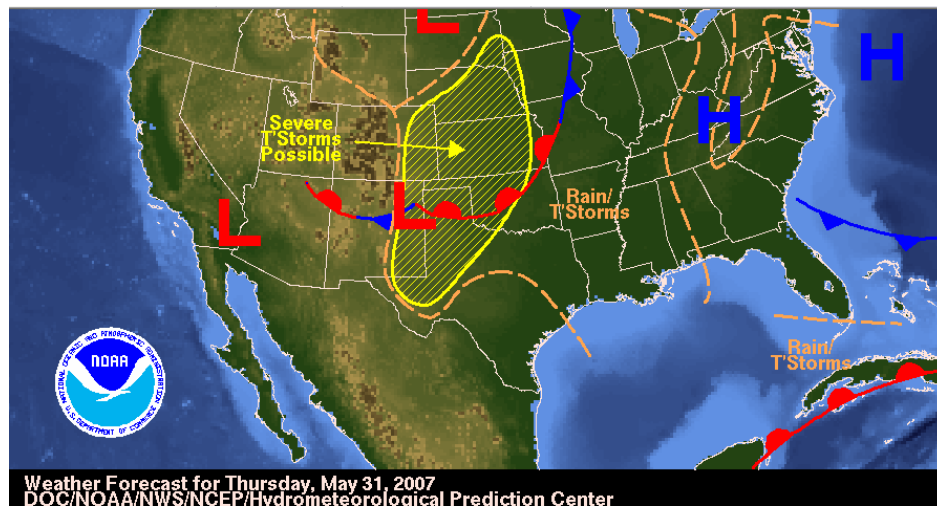 L
H
H
Severe
T'Storms
Possible
L
L
Rain/
T'Storms
Rain/
T'Storms
NATIONAL OCEANIC AND ATMOSPHERIC ADMINISTRATION
NOAA
U.S. DEPARTMENT OF COMMERCE
Weather Forecast for Thursday, May 31, 2007
DOC/NOAA/NWS/NCEP/Hydrometeorological Prediction Center